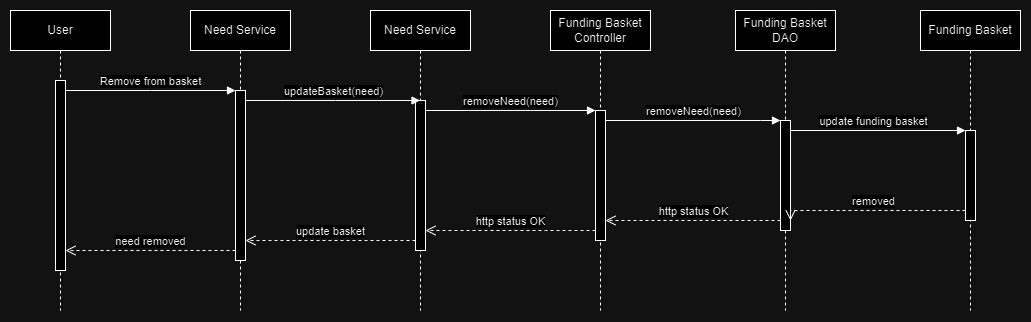 User
Need Service
Need Service
Funding Basket
Controller
Funding Basket
DAO
Funding Basket
Remove from basket
updateBasket(need)
removeNeed(need)
removeNeed(need)
update funding basket
removed
http status OK
http status OK
update basket
need removed